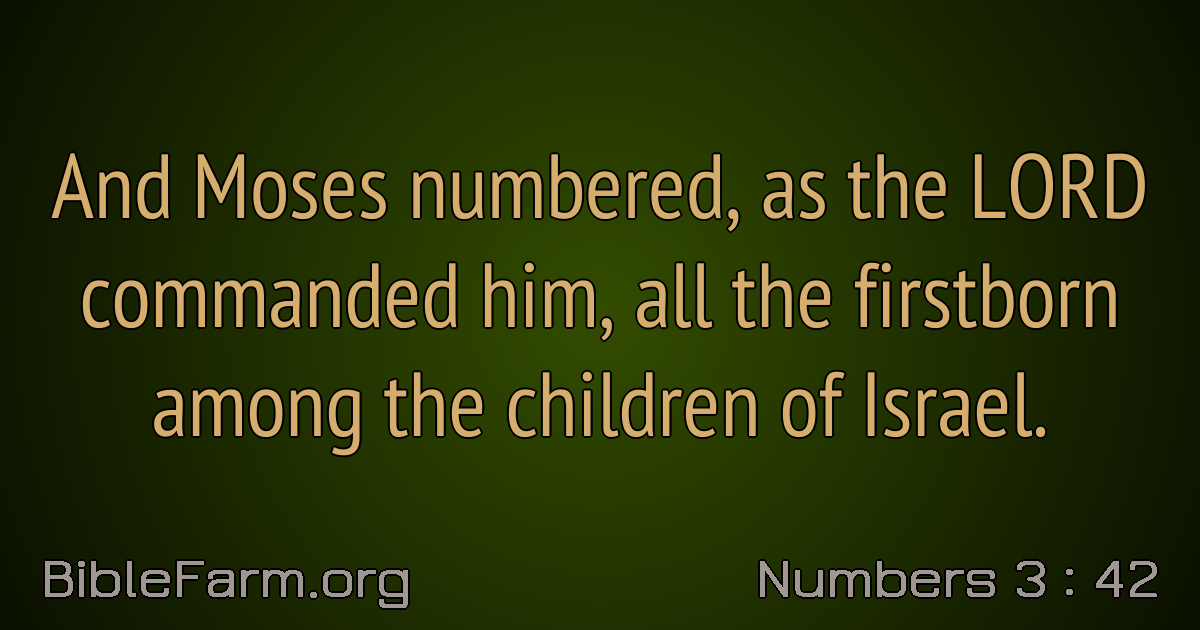 And Moses numbered, as the LORD
commanded him, all the firstborn
among the children of Israel.
BibleFarm.org
Numbers 3 : 42